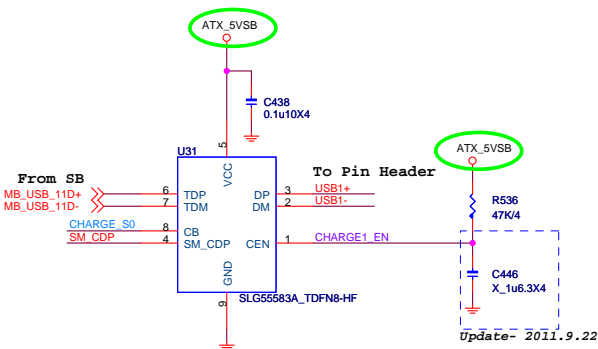 ATX_5VSB
C438
0.1u10X4
ATX_5VSB
U31
5
VCC
From SB
To Pin Header
MB_USB_11D+
6
TDP
DP
3
USB1+
MB_USB_11D-
7
TDM
DM
2
USB1-
R536
47K/4
CHARGE_S0
8
CB
SM_CDP
4
SM_CDP
CEN
1
CHARGE1_EN
GND
9
SLG55583A_TDFN8-HF
C446
X_1u6.3X4
Update- 2011.9.22